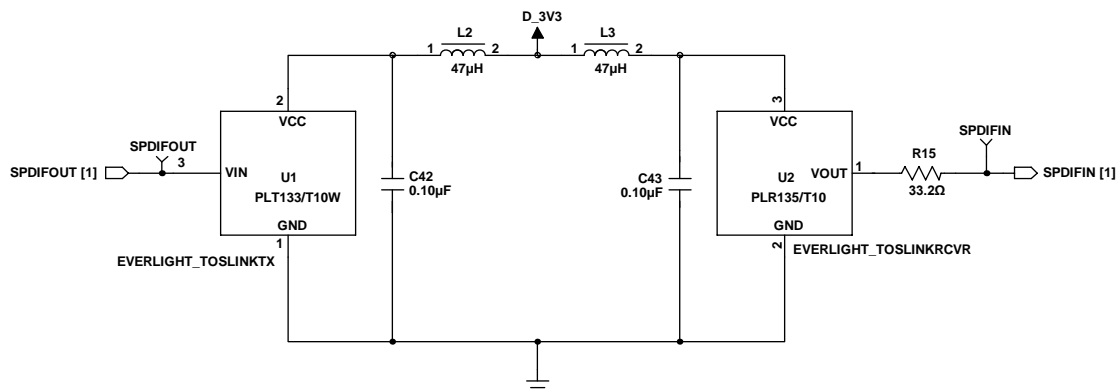 D_3V3
L2
L3
1
2
1
2
47µH
47µH
2
3
VCC
VCC
SPDIFOUT
SPDIFIN
SPDIFOUT [1]
3
VIN
U1
PLT133/T10W
C42
0.10µF
C43
0.10µF
U2
PLR135/T10
VOUT
1
R15
33.2Ω
SPDIFIN [1]
GND
GND
1
2
EVERLIGHT_TOSLINKTX
EVERLIGHT_TOSLINKRCVR